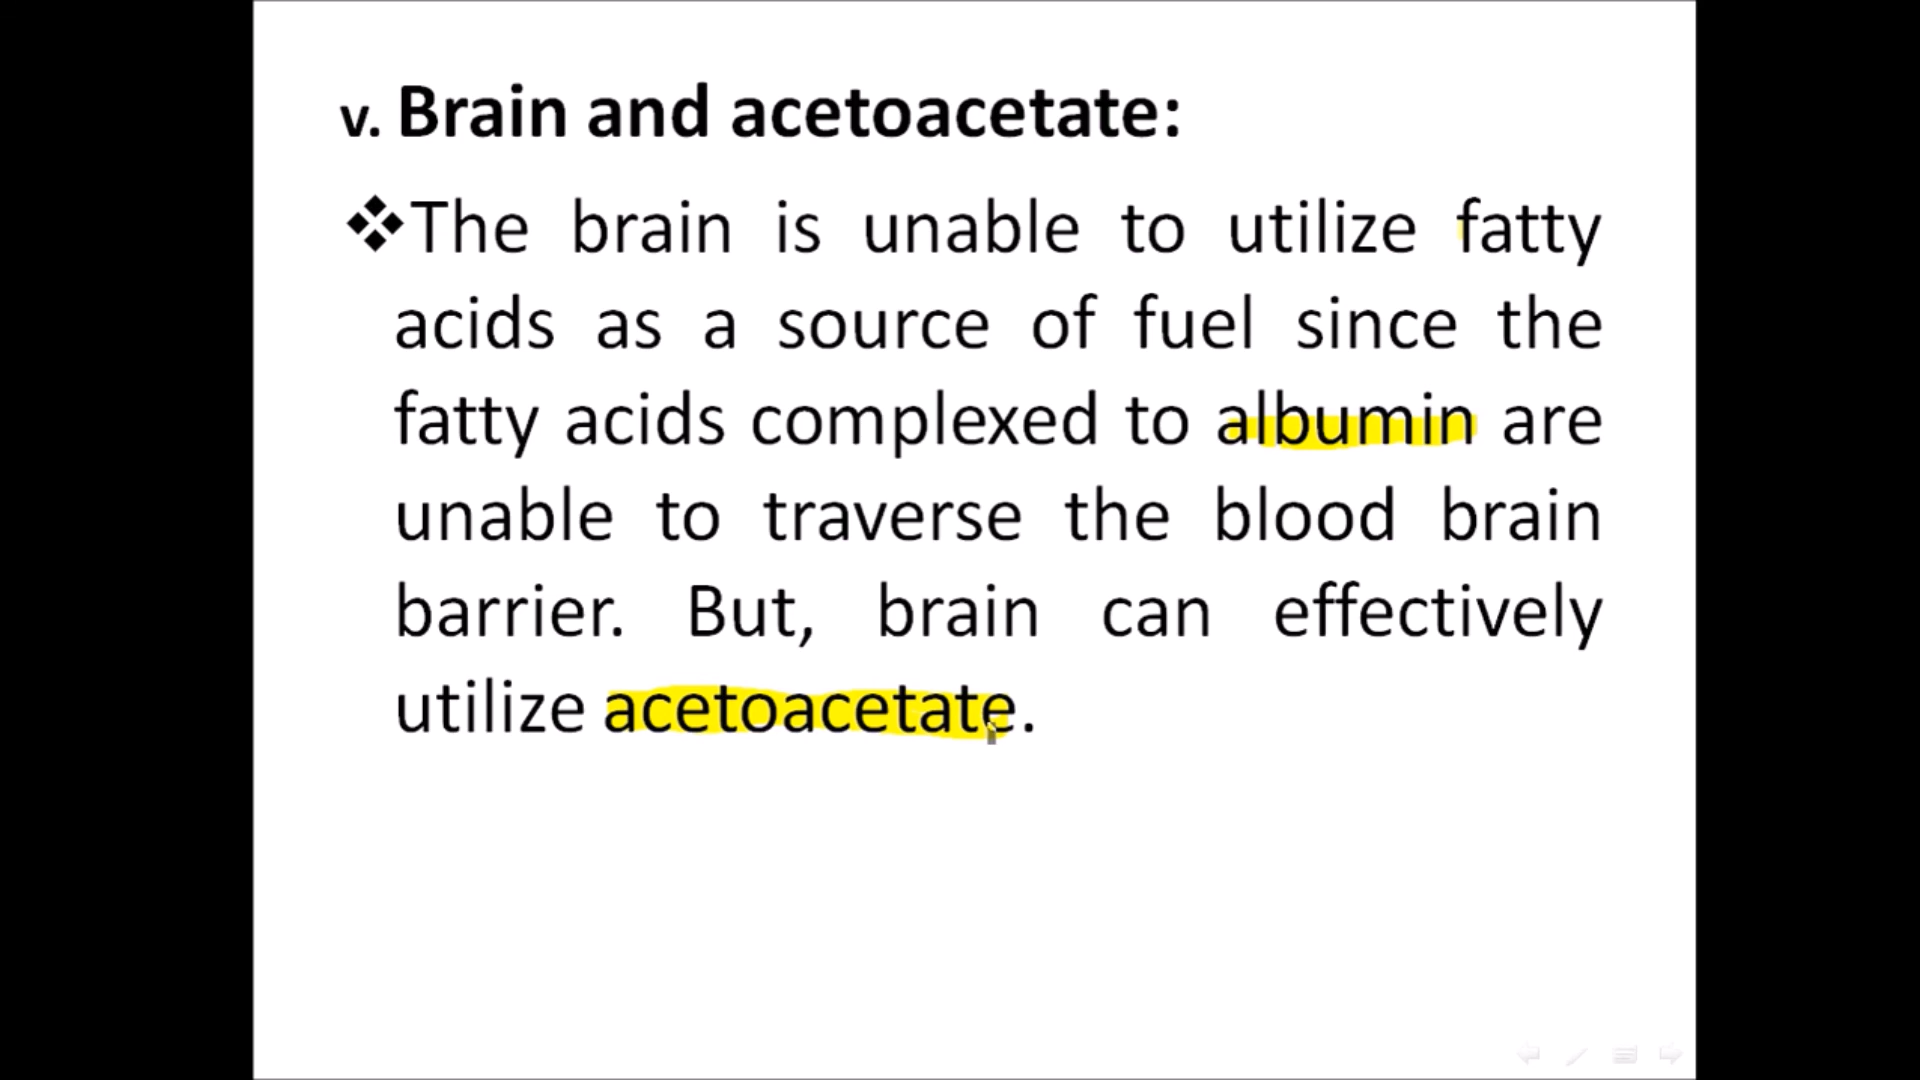 v. Brain and acetoacetate:
❖The brain is unable to utilize fatty
acids as a source of fuel since the
fatty acids complexed to albumin are
unable to traverse the blood brain
barrier. But, brain can effectively
utilize acetoacetate.